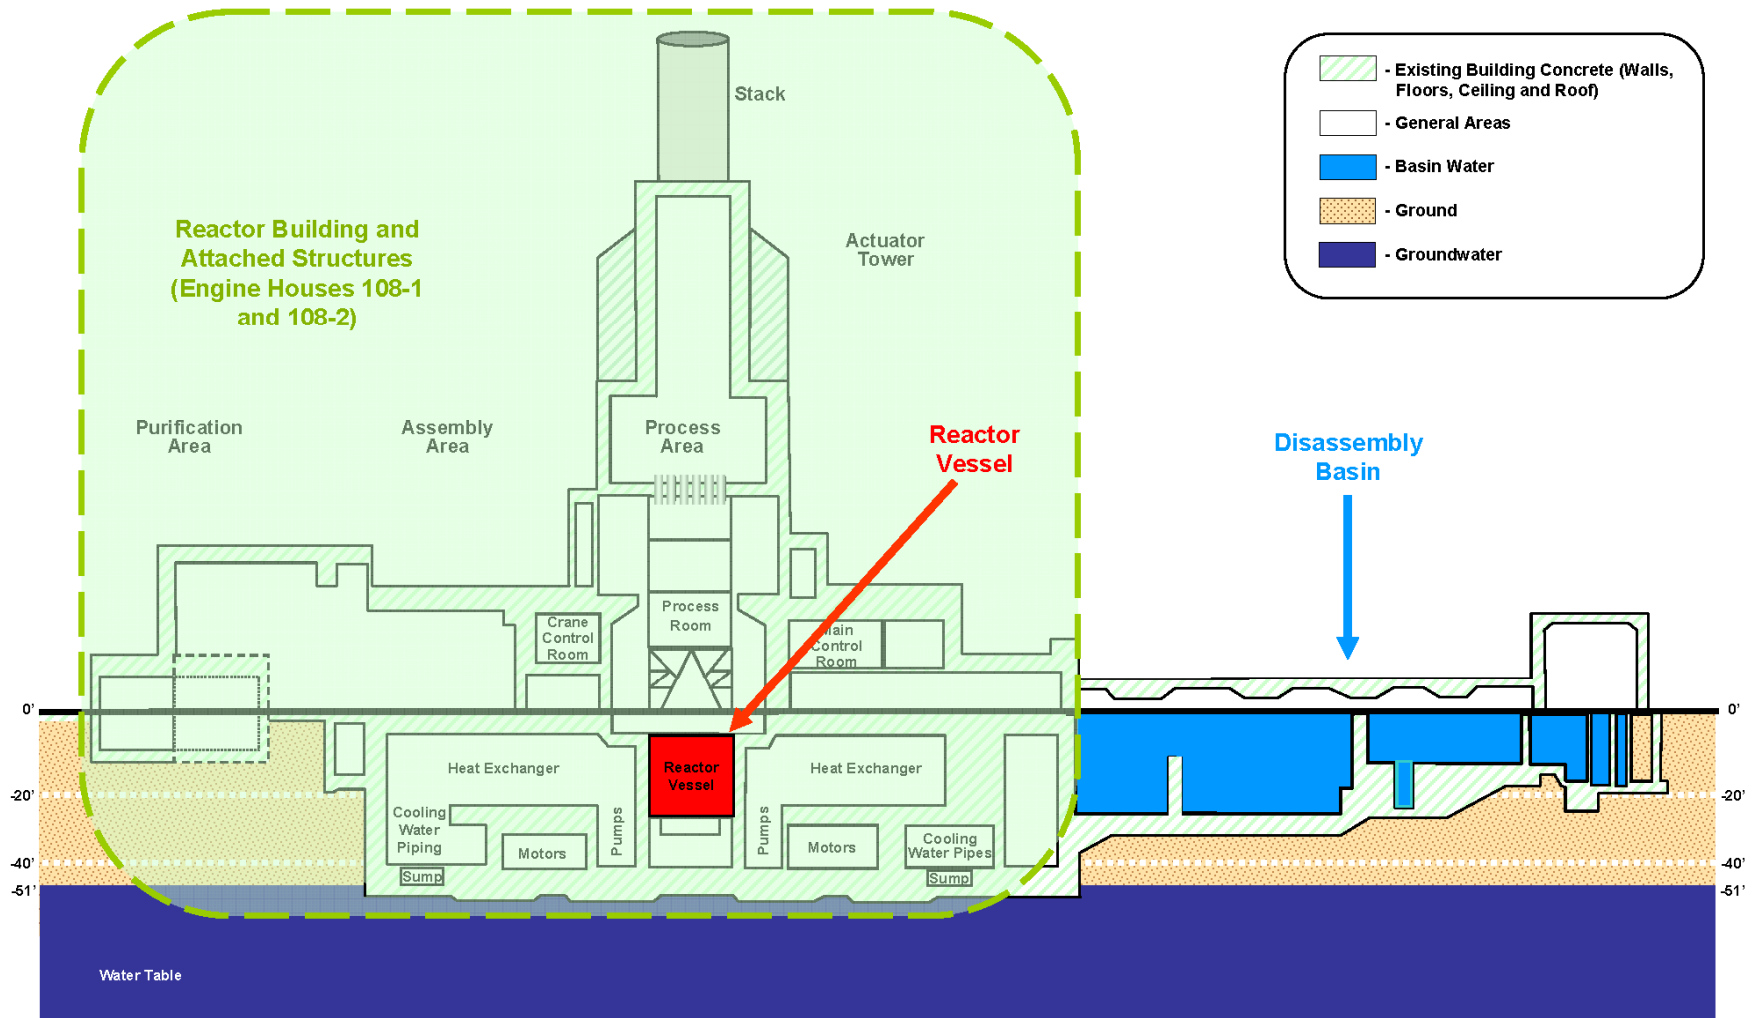 Stack
- Existing Building Concrete (Walls,
Floors, Ceiling and Roof)
- General Areas
- Basin Water
- Ground
- Groundwater
Reactor Building and
Attached Structures
(Engine Houses 108-1
and 108-2)
Actuator
Tower
Purification
Area
Assembly
Area
Process
Area
Reactor
Vessel
Disassembly
Basin
Crane
Control
Room
Process
Room
Main
Control
Room
0'
0'
Heat Exchanger
Reactor
Vessel
Heat Exchanger
-20'
-20'
Cooling
Water
Piping
Motors
Pumps
Pumps
Motors
Cooling
Water Pipes
Sump
Sump
-40'
-40'
-51'
-51'
Water Table